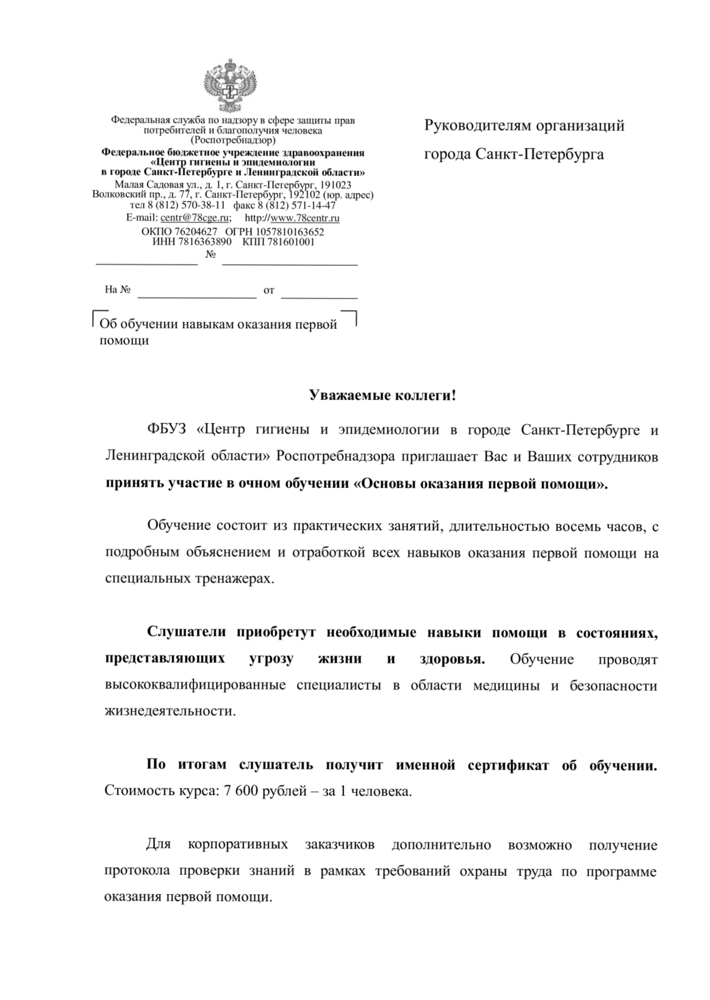 Федеральная служба по надзору в сфере защиты прав
потребителей и благополучия человека
(Роспотребнадзор)
Федеральное бюджетное учреждение здравоохранения
«Центр гигиены и эпидемиологии
в городе Санкт-Петербурге и Ленинградской области»
Малая Садовая ул., д. 1, г. Санкт-Петербург, 191023
Волковский пр., д. 77, г. Санкт-Петербург, 192102 (юр. адрес)
тел 8 (812) 570-38-11 факс 8 (812) 571-14-47
E-mail: centr@78cge.ru; http://www.78centr.ru
ОКПО 76204627 ОГРН 1057810163652
ИНН 7816363890 КПП 781601001
№
На № от
Об обучении навыкам оказания первой
помощи
Руководителям организаций
города Санкт-Петербурга
Уважаемые коллеги!
ФБУЗ «Центр гигиены и эпидемиологии в городе Санкт-Петербурге и
Ленинградской области» Роспотребнадзора приглашает Вас и Ваших сотрудников
принять участие в очном обучении «Основы оказания первой помощи».
Обучение состоит из практических занятий, длительностью восемь часов, с
подробным объяснением и отработкой всех навыков оказания первой помощи на
специальных тренажерах.
Слушатели приобретут необходимые навыки помощи в состояниях,
представляющих угрозу жизни и здоровья. Обучение проводят
высококвалифицированные специалисты в области медицины и безопасности
жизнедеятельности.
По итогам слушатель получит именной сертификат об обучении.
Стоимость курса: 7 600 рублей – за 1 человека.
Для корпоративных заказчиков дополнительно возможно получение
протокола проверки знаний в рамках требований охраны труда по программе
оказания первой помощи.